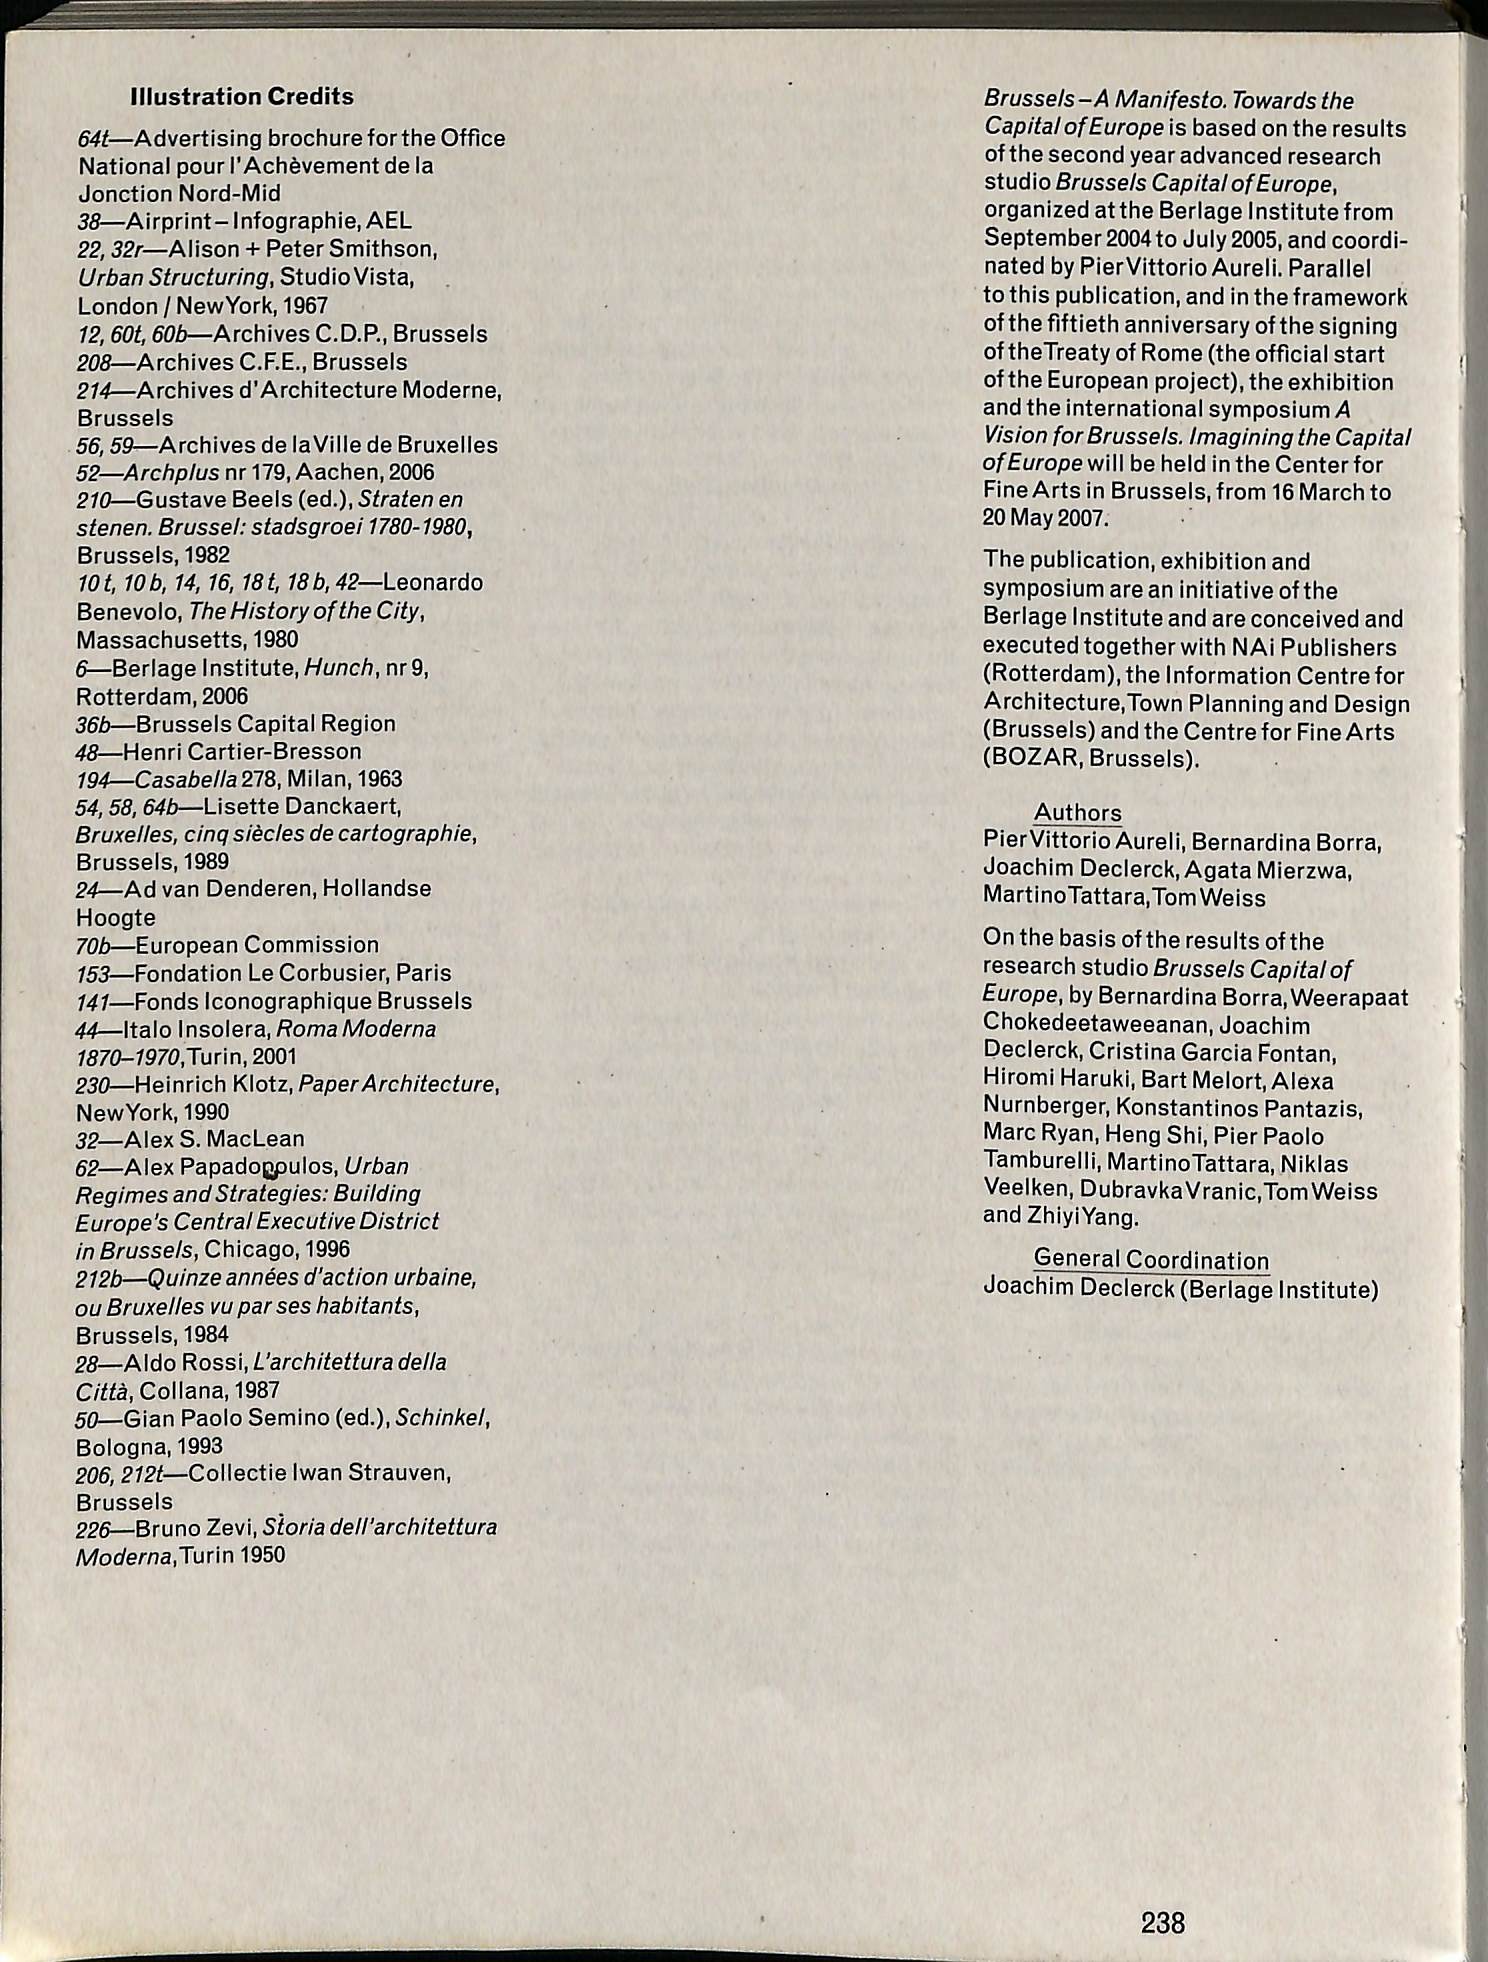 Illustration Credits
64t—Advertising brochure for the Office
National pour l'Achèvement de la
Jonction Nord-Mid
38—Airprint – Infographie, AEL
22, 32r—Alison + Peter Smithson,
Urban Structuring, Studio Vista,
London / New York, 1967
12, 60t, 60b—Archives C.D.P., Brussels
208—Archives C.F.E., Brussels
214—Archives d'Architecture Moderne,
Brussels
56, 59—Archives de la Ville de Bruxelles
52—Archplus nr 179, Aachen, 2006
210—Gustave Beels (ed.), Straten en
stenen. Brussel: stadsgroei 1780-1980,
Brussels, 1982
10 t, 10 b, 14, 16, 18 t, 18 b, 42—Leonardo
Benevolo, The History of the City,
Massachusetts, 1980
6—Berlage Institute, Hunch, nr 9,
Rotterdam, 2006
36b—Brussels Capital Region
48—Henri Cartier-Bresson
194—Casabella 278, Milan, 1963
54, 58, 64b—Lisette Danckaert,
Bruxelles, cinq siècles de cartographie,
Brussels, 1989
24—Ad van Denderen, Hollandse
Hoogte
70b—European Commission
153—Fondation Le Corbusier, Paris
141—Fonds Iconographique Brussels
44—Italo Insolera, Roma Moderna
1870–1970, Turin, 2001
230—Heinrich Klotz, Paper Architecture,
New York, 1990
32—Alex S. MacLean
62—Alex Papadopoulos, Urban
Regimes and Strategies: Building
Europe's Central Executive District
in Brussels, Chicago, 1996
212b—Quinze années d'action urbaine,
ou Bruxelles vu par ses habitants,
Brussels, 1984
28—Aldo Rossi, L'architettura della
Città, Collana, 1987
50—Gian Paolo Semino (ed.), Schinkel,
Bologna, 1993
206, 212t—Collectie Iwan Strauven,
Brussels
226—Bruno Zevi, Storia dell'architettura
Moderna, Turin 1950
Brussels – A Manifesto. Towards the
Capital of Europe is based on the results
of the second year advanced research
studio Brussels Capital of Europe,
organized at the Berlage Institute from
September 2004 to July 2005, and coordi-
nated by Pier Vittorio Aureli. Parallel
to this publication, and in the framework
of the fiftieth anniversary of the signing
of the Treaty of Rome (the official start
of the European project), the exhibition
and the international symposium A
Vision for Brussels. Imagining the Capital
of Europe will be held in the Center for
Fine Arts in Brussels, from 16 March to
20 May 2007.
The publication, exhibition and
symposium are an initiative of the
Berlage Institute and are conceived and
executed together with NAi Publishers
(Rotterdam), the Information Centre for
Architecture, Town Planning and Design
(Brussels) and the Centre for Fine Arts
(BOZAR, Brussels).
Authors
Pier Vittorio Aureli, Bernardina Borra,
Joachim Declerck, Agata Mierzwa,
Martino Tattara, Tom Weiss
On the basis of the results of the
research studio Brussels Capital of
Europe, by Bernardina Borra, Weerapaat
Chokedeetaweeanan, Joachim
Declerck, Cristina Garcia Fontan,
Hiromi Haruki, Bart Melort, Alexa
Nurnberger, Konstantinos Pantazis,
Marc Ryan, Heng Shi, Pier Paolo
Tamburelli, Martino Tattara, Niklas
Veelken, Dubravka Vranic, Tom Weiss
and Zhiyi Yang.
General Coordination
Joachim Declerck (Berlage Institute)
238